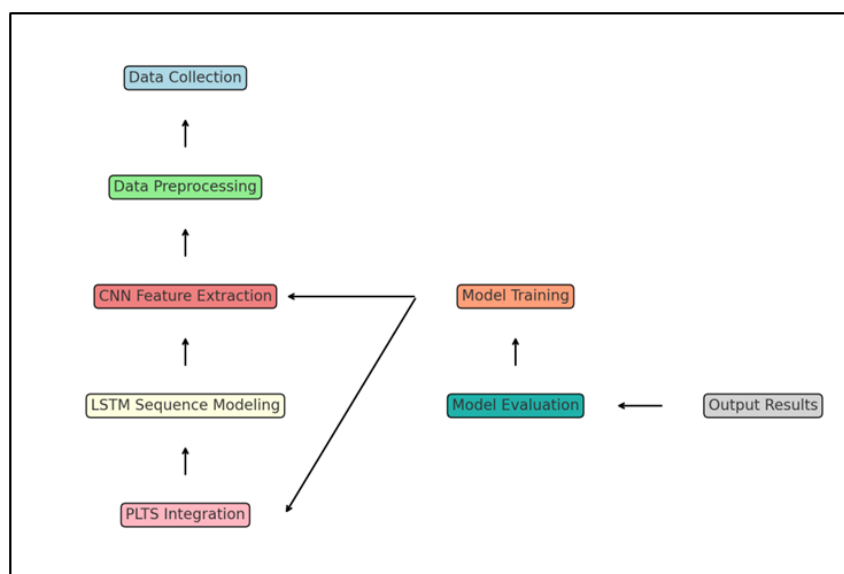 Data Collection
Data Preprocessing
CNN Feature Extraction
Model Training
LSTM Sequence Modeling
Model Evaluation
Output Results
PLTS Integration